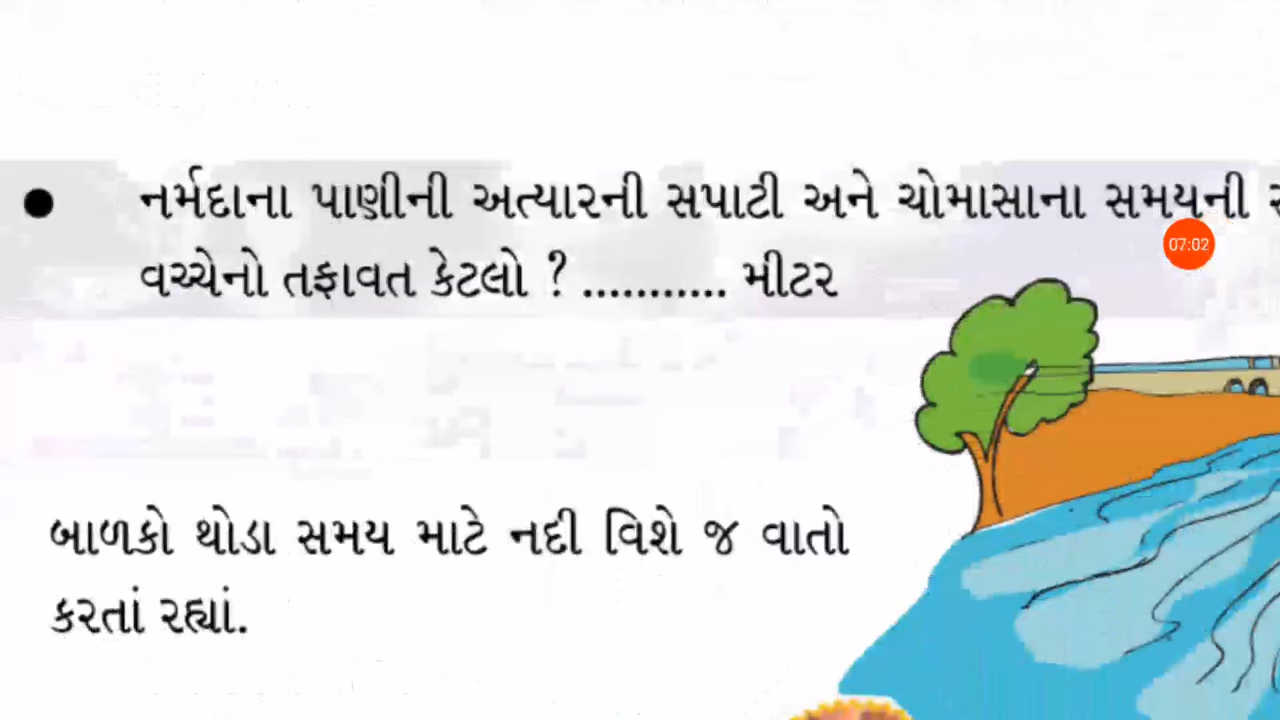 ● નર્મદાના પાણીની અત્યારની સપાટી અને ચોમાસાના સમયની
07:02
વચ્ચેનો તફાવત કેટલો ? ........... મીટર
બાળકો થોડા સમય માટે નદી વિશે જ વાતો
કરતાં રહ્યાં.